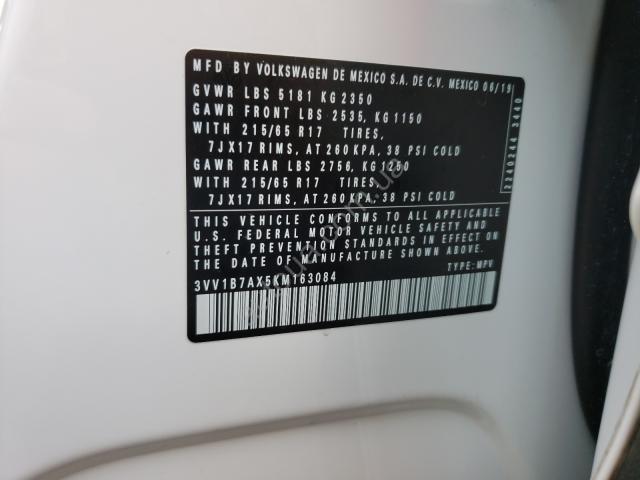 MFD BY VOLKSWAGEN DE MEXICO S.A. DE C.V. MEXICO 06/19
GVWR LBS 5181 KG 2350
GAWR FRONT LBS 2535, KG 1150
WITH 215/65 R17 TIRES,
7JX17 RIMS, AT 260 KPA, 38 PSI COLD
GAWR REAR LBS 2756, KG 1250
WITH 215/65 R17 TIRES,
7JX17 RIMS, AT 260 KPA, 38 PSI COLD
THIS VEHICLE CONFORMS TO ALL APPLICABLE
U.S. FEDERAL MOTOR VEHICLE SAFETY AND
THEFT PREVENTION STANDARDS IN EFFECT ON
THE DATE OF MANUFACTURE SHOWN ABOVE.
3VV1B7AX5KM163084
TYPE: MPV
2240244 3440